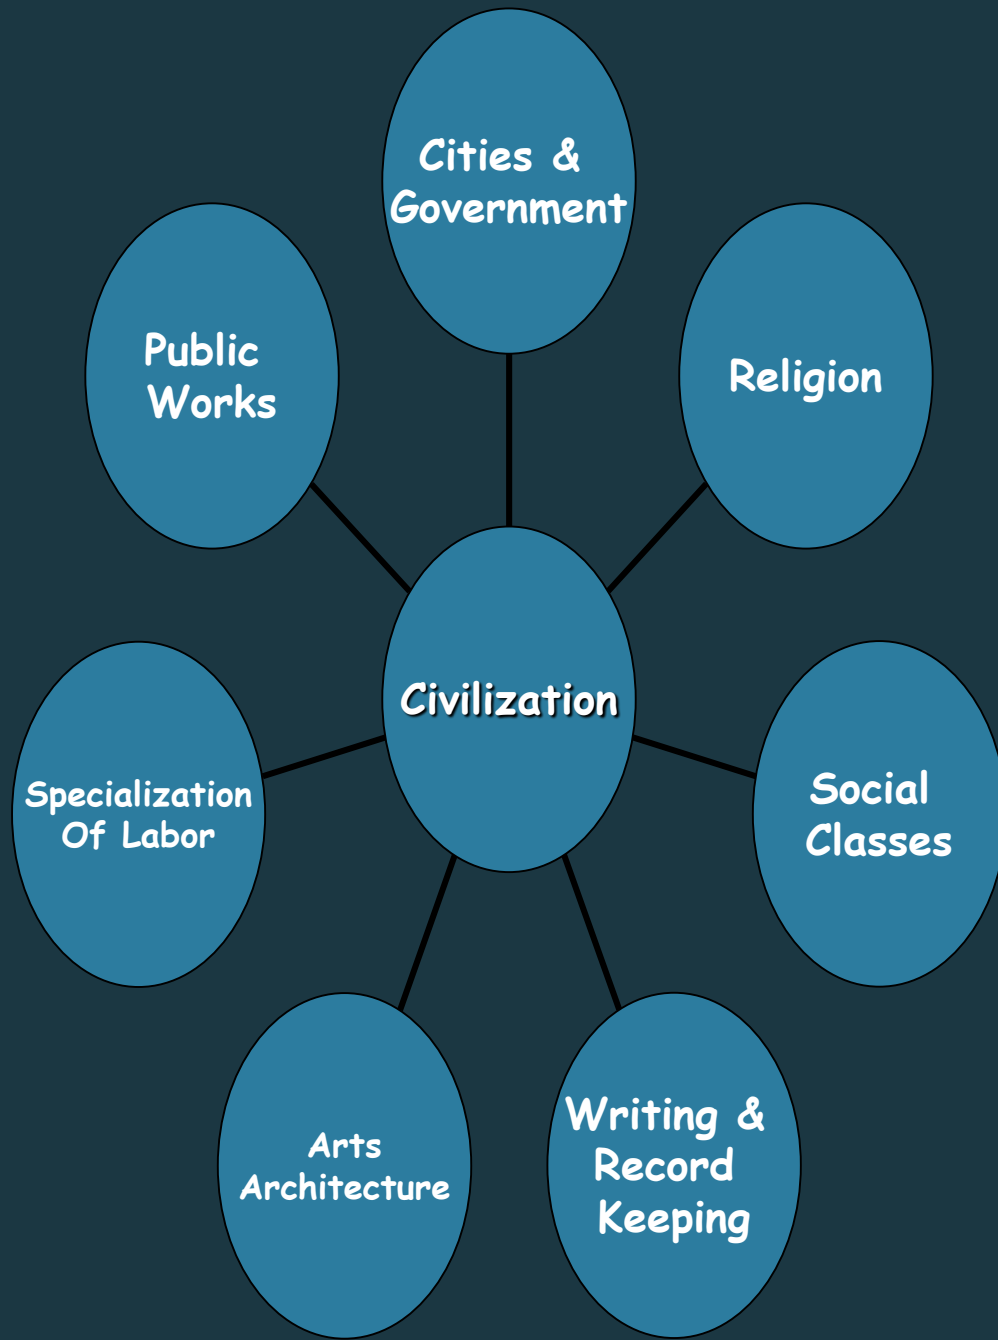 Cities &
Government
Public
Works
Religion
Civilization
Specialization
Of Labor
Social
Classes
Arts
Architecture
Writing &
Record
Keeping